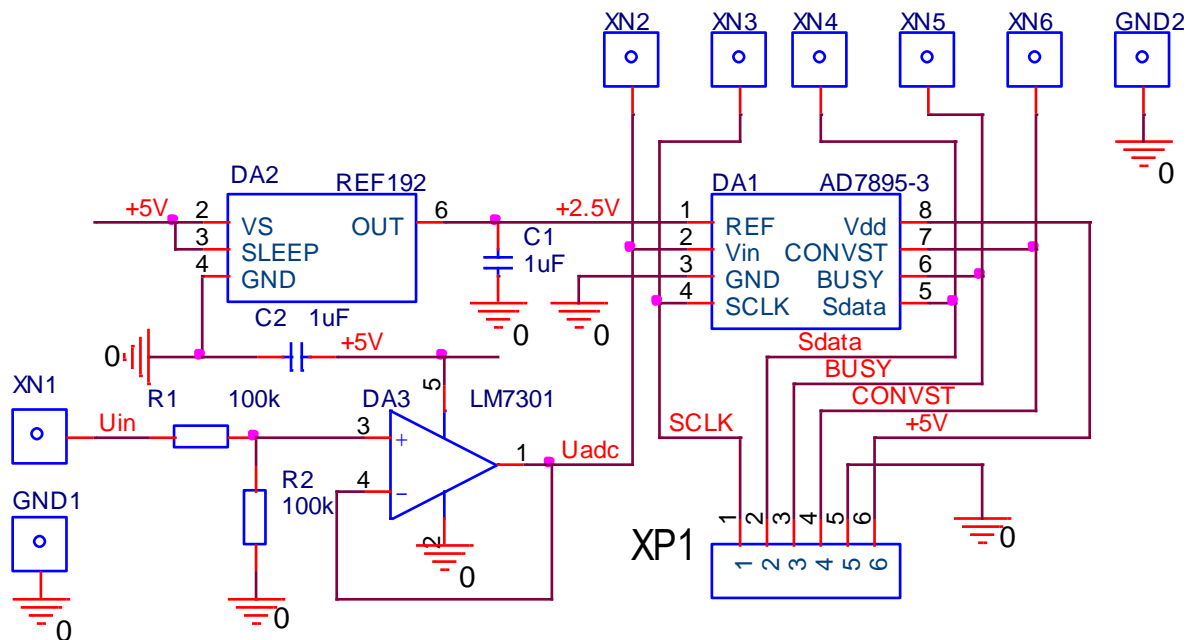 XN2 XN3 XN4 XN5 XN6 GND2
0
DA2 REF192 DA1 AD7895-3
+5V 2 VS OUT 6 +2.5V 1 REF Vdd 8
3 SLEEP C1 2 Vin CONVST 7
4 GND 1uF 3 GND BUSY 6
0 0 4 SCLK Sdata 5
C2 1uF
0 +5V Sdata
BUSY
XN1 R1 100k DA3 5 LM7301 CONVST
Uin 3 + SCLK +5V
1 Uadc
R2
100k 4 −
GND1
1 2 3 4 5 6
2 0 0
XP1 1 2 3 4 5 6
0 0